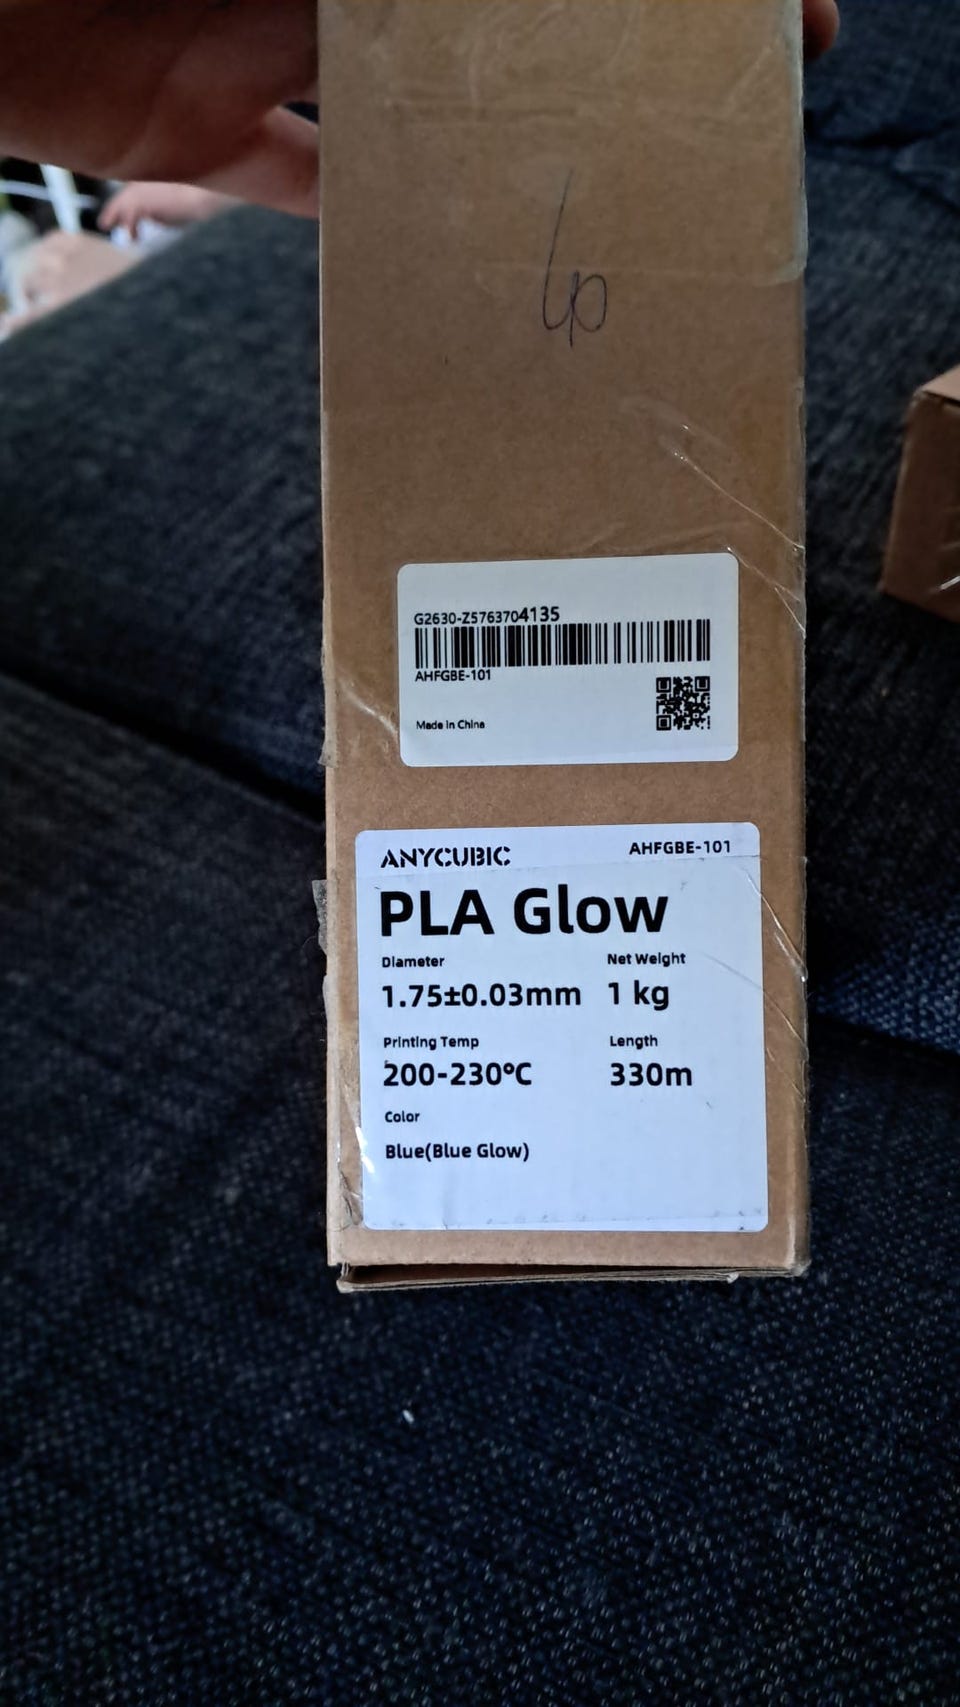 G2630-Z5763704135
AHFGBE-101
Made in China
ANYCUBIC AHFGBE-101
PLA Glow
Diameter Net Weight
1.75±0.03mm 1 kg
Printing Temp Length
200-230°C 330m
Color
Blue(Blue Glow)